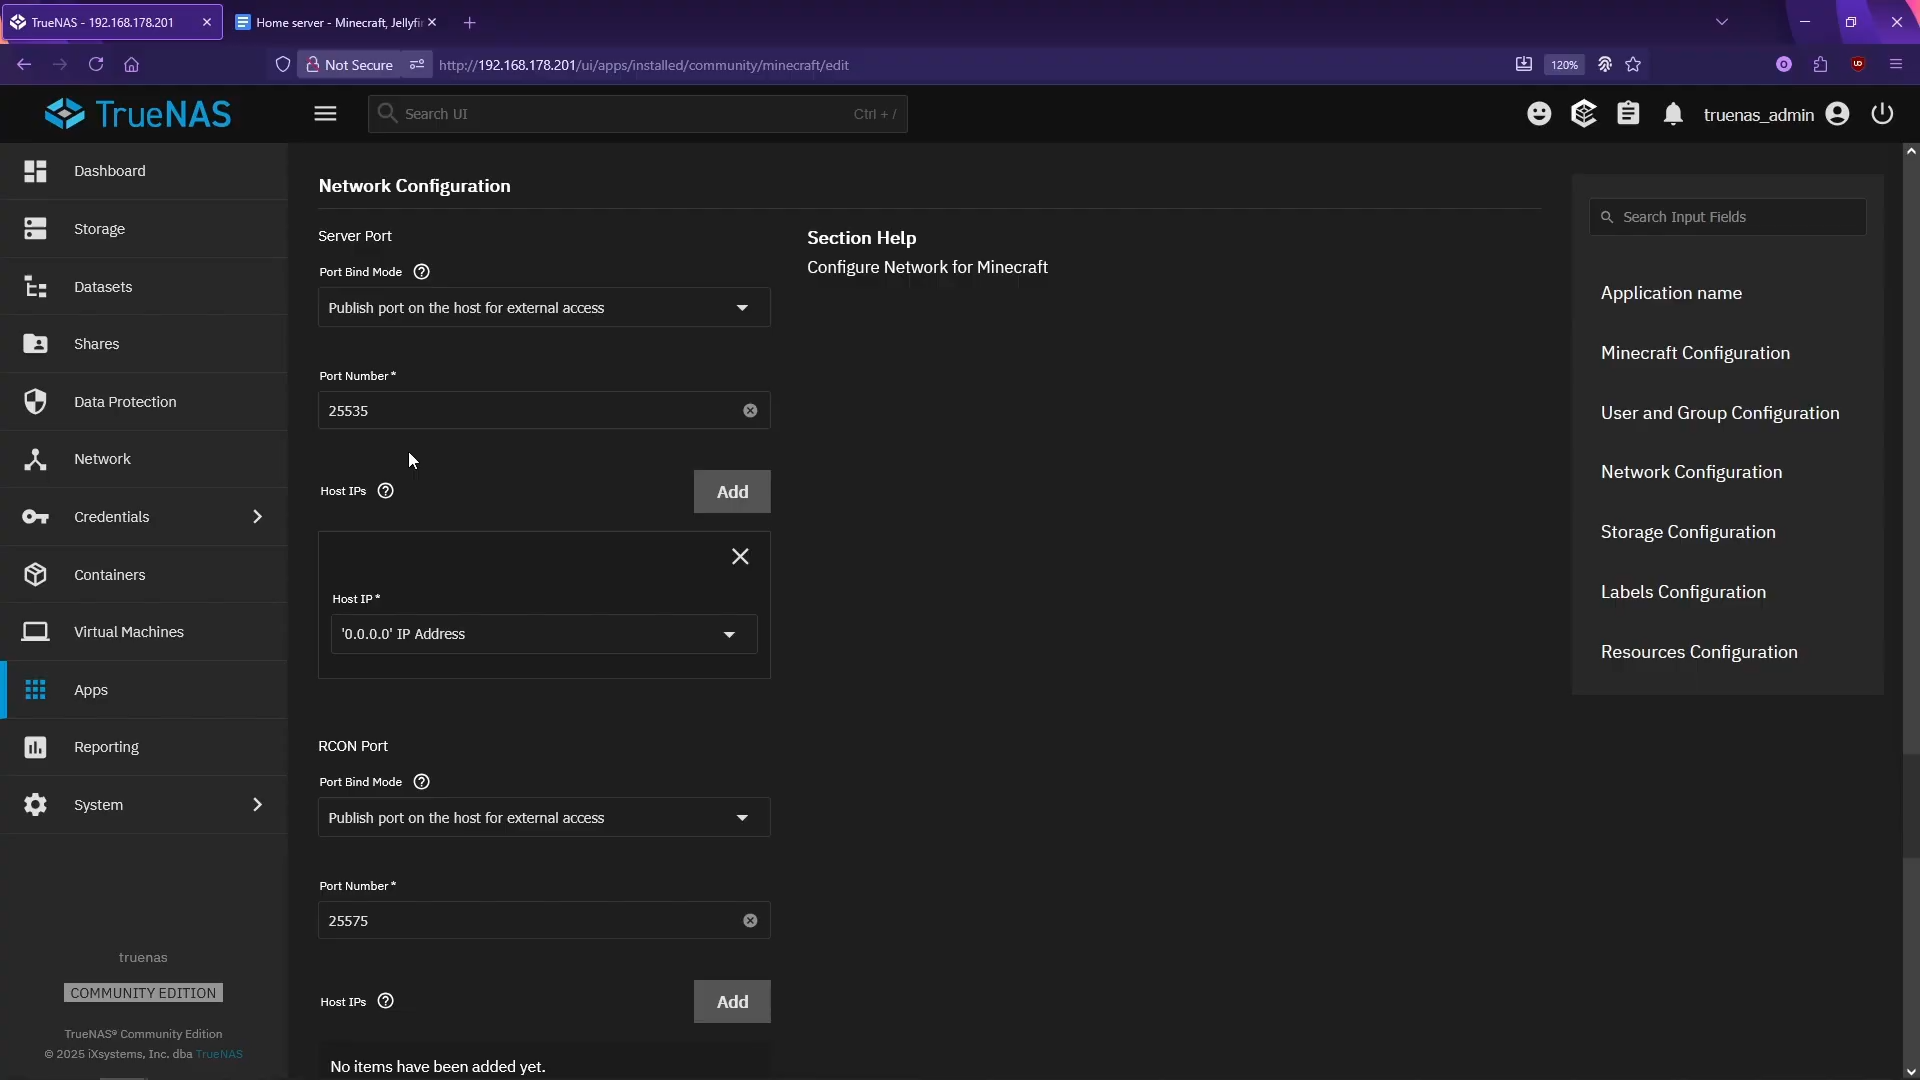 TrueNAS - 192.168.178.201
Home server - Minecraft, Jellyfi
Not Secure
http://192.168.178.201/ui/apps/installed/community/minecraft/edit
120%
TrueNAS
Search UI
Ctrl + /
truenas_admin
Dashboard
Storage
Datasets
Shares
Data Protection
Network
Credentials
Containers
Virtual Machines
Apps
Reporting
System
truenas
COMMUNITY EDITION
TrueNAS® Community Edition
© 2025 iXsystems, Inc. dba TrueNAS
Network Configuration
Server Port
Port Bind Mode
Publish port on the host for external access
Port Number *
25535
Host IPs
Add
Host IP *
'0.0.0.0' IP Address
RCON Port
Port Bind Mode
Publish port on the host for external access
Port Number *
25575
Host IPs
Add
No items have been added yet.
Section Help
Configure Network for Minecraft
Search Input Fields
Application name
Minecraft Configuration
User and Group Configuration
Network Configuration
Storage Configuration
Labels Configuration
Resources Configuration